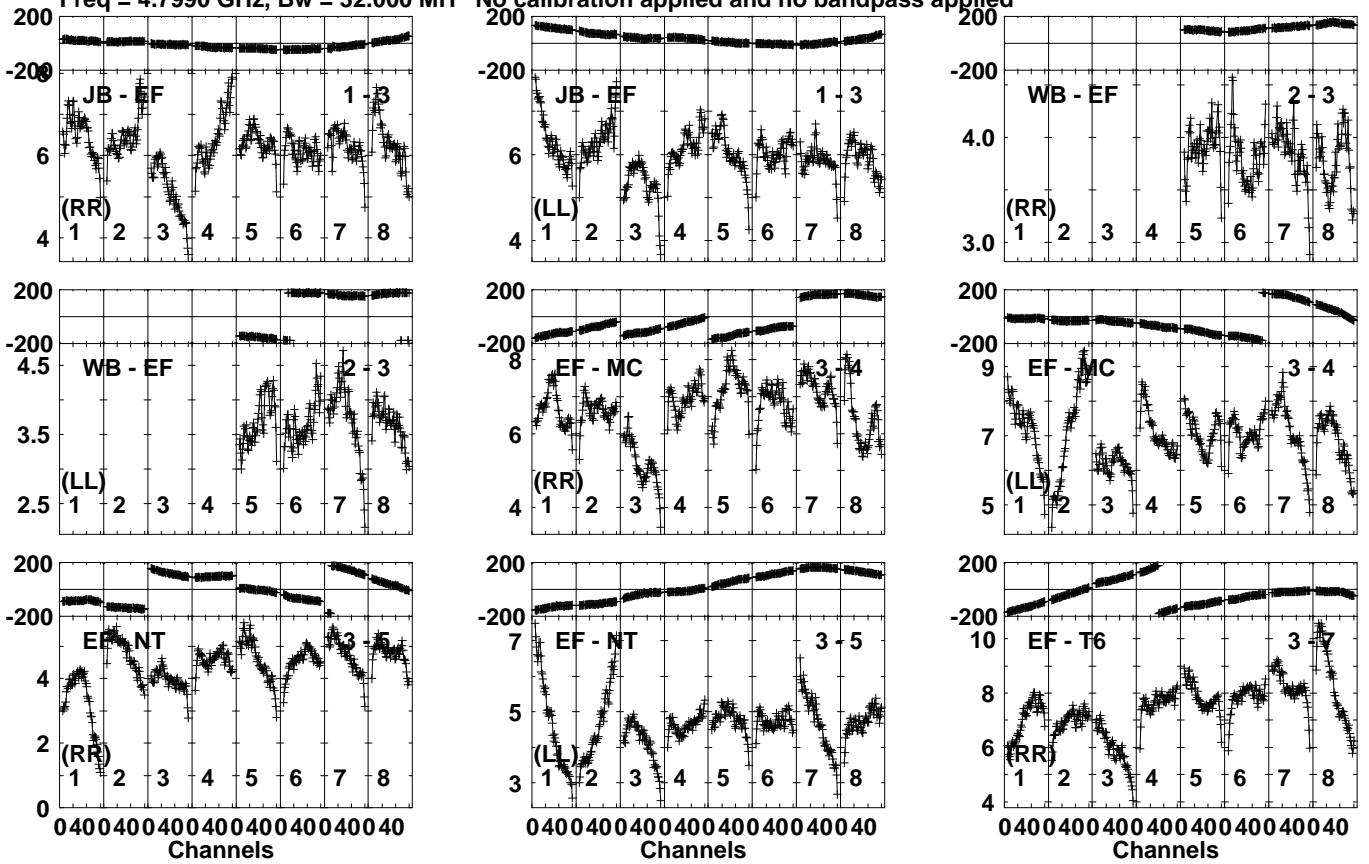 Freq = 4.7990 GHz, Bw = 32.000 MH No calibration applied and no bandpass applied
200 200 200
-200 -200 -200
8
JB - EF 1 - 3 JB - EF 1 - 3 WB - EF 2 - 3
4.0
6 6
(RR) (LL) (RR)
1 2 3 4 5 6 7 8 1 2 3 4 5 6 7 8 1 2 3 4 5 6 7 8
4 4 3.0
200 200 200
-200 -200 -200
4.5 WB - EF 2 - 3 8 EF - MC 3 - 4 9 EF - MC 3 - 4
3.5 6 7
(LL) (RR) (LL)
2.5 1 2 3 4 5 6 7 8 4 1 2 3 4 5 6 7 8 5 1 2 3 4 5 6 7 8
200 200 200
-200 -200 -200
EF - NT 3 - 5 7 EF - NT 3 - 5 10 EF - T6 3 - 7
4 5 8
2 6
(RR) (LL) (RR)
1 2 3 4 5 6 7 8 3 1 2 3 4 5 6 7 8 1 2 3 4 5 6 7 8
0 4
0 40 0 40 0 40 0 40 0 40 0 40 0 40 0 40 0 40 0 40 0 40 0 40 0 40 0 40 0 40 0 40 0 40 0 40 0 40 0 40 0 40 0 40 0 40 0 40
Channels Channels Channels